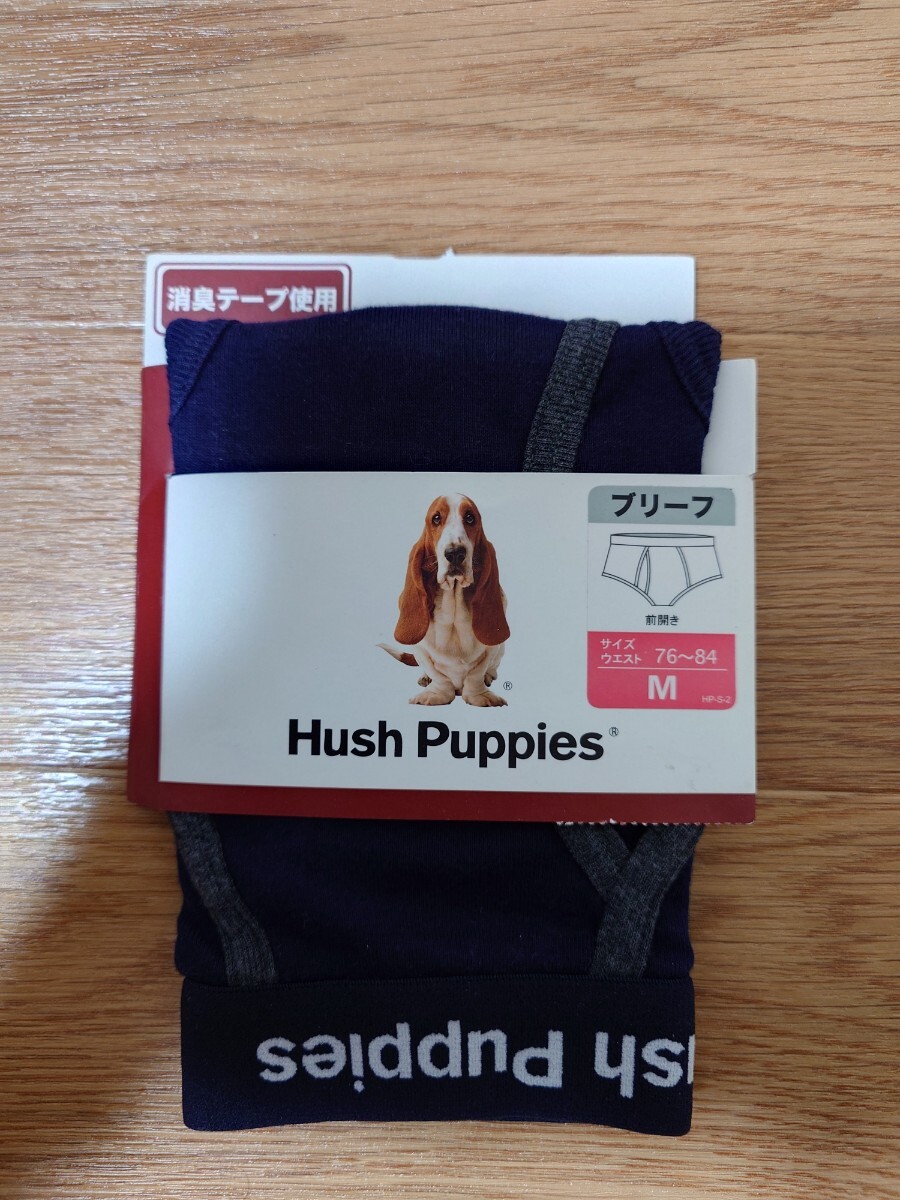 消臭テープ使用
ブリーフ
前開き
サイズ
ウエスト 76〜84
M
HP-S-2
®
Hush Puppies®
ush Puppies